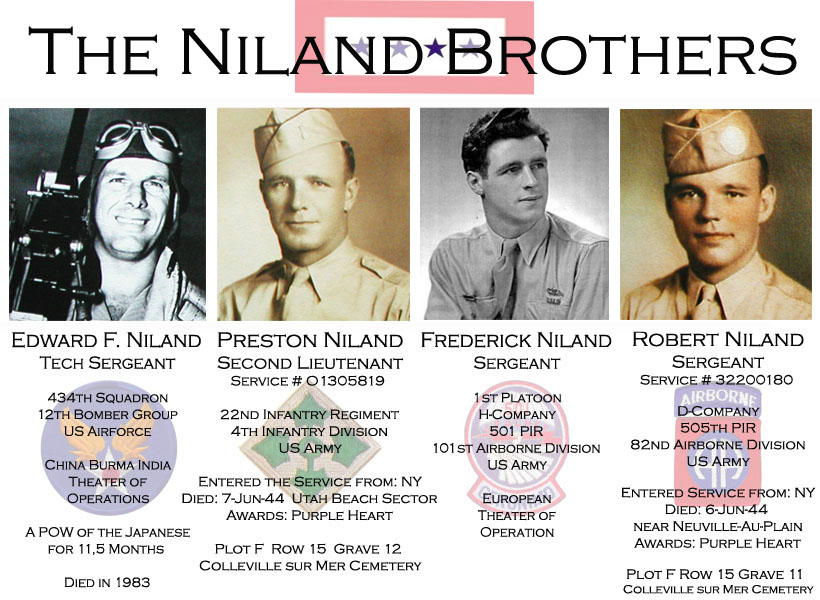 The Niland Brothers
Edward F. Niland
Tech Sergeant
434th Squadron
12th Bomber Group
US Airforce
China Burma India
Theater of
Operations
A POW of the Japanese
for 11,5 Months
Died in 1983
Preston Niland
Second Lieutenant
Service # O1305819
22nd Infantry Regiment
4th Infantry Division
US Army
Entered the Service from: NY
Died: 7-Jun-44 Utah Beach Sector
Awards: Purple Heart
Plot F Row 15 Grave 12
Colleville sur Mer Cemetery
Frederick Niland
Sergeant
1st Platoon
H-Company
501 PIR
101st Airborne Division
US Army
European
Theater of
Operation
Robert Niland
Sergeant
Service # 32200180
AIRBORNE
D-Company
505th PIR
82nd Airborne Division
US Army
Entered Service from: NY
Died: 6-Jun-44
near Neuville-Au-Plain
Awards: Purple Heart
Plot F Row 15 Grave 11
Colleville sur Mer Cemetery